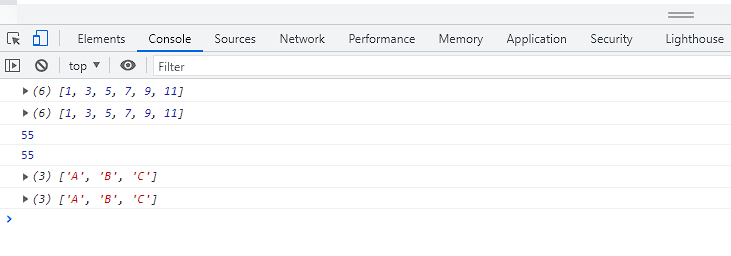 Elements Console Sources Network Performance Memory Application Security Lighthouse
top Filter
(6) [1, 3, 5, 7, 9, 11]
(6) [1, 3, 5, 7, 9, 11]
55
55
(3) ['A', 'B', 'C']
(3) ['A', 'B', 'C']